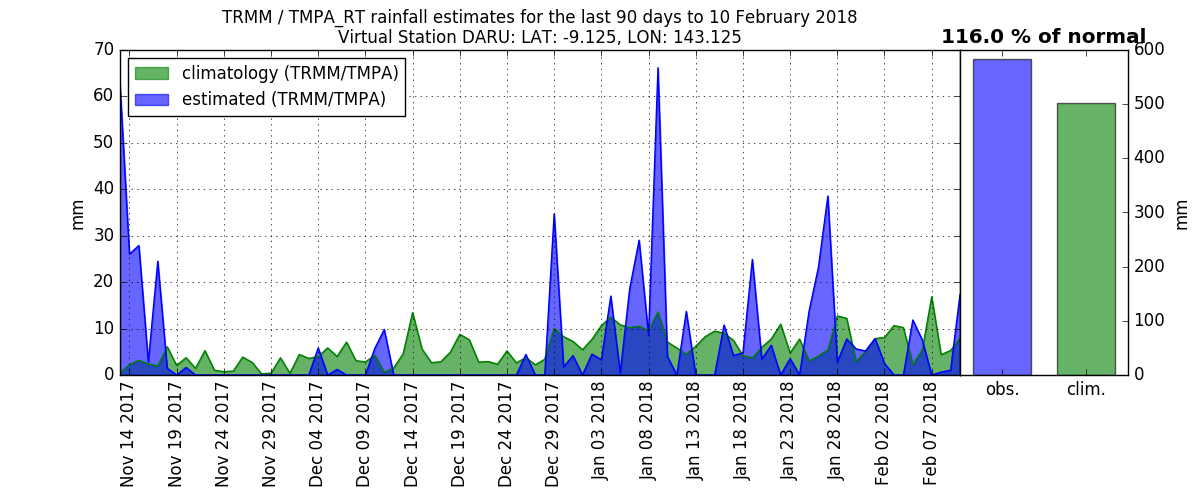 TRMM / TMPA_RT rainfall estimates for the last 90 days to 10 February 2018
Virtual Station DARU: LAT: -9.125, LON: 143.125
116.0 % of normal
climatology (TRMM/TMPA)
estimated (TRMM/TMPA)
mm
70
60
50
40
30
20
10
0
Nov 14 2017
Nov 19 2017
Nov 24 2017
Nov 29 2017
Dec 04 2017
Dec 09 2017
Dec 14 2017
Dec 19 2017
Dec 24 2017
Dec 29 2017
Jan 03 2018
Jan 08 2018
Jan 13 2018
Jan 18 2018
Jan 23 2018
Jan 28 2018
Feb 02 2018
Feb 07 2018
obs.
clim.
600
500
400
300
200
100
0
mm